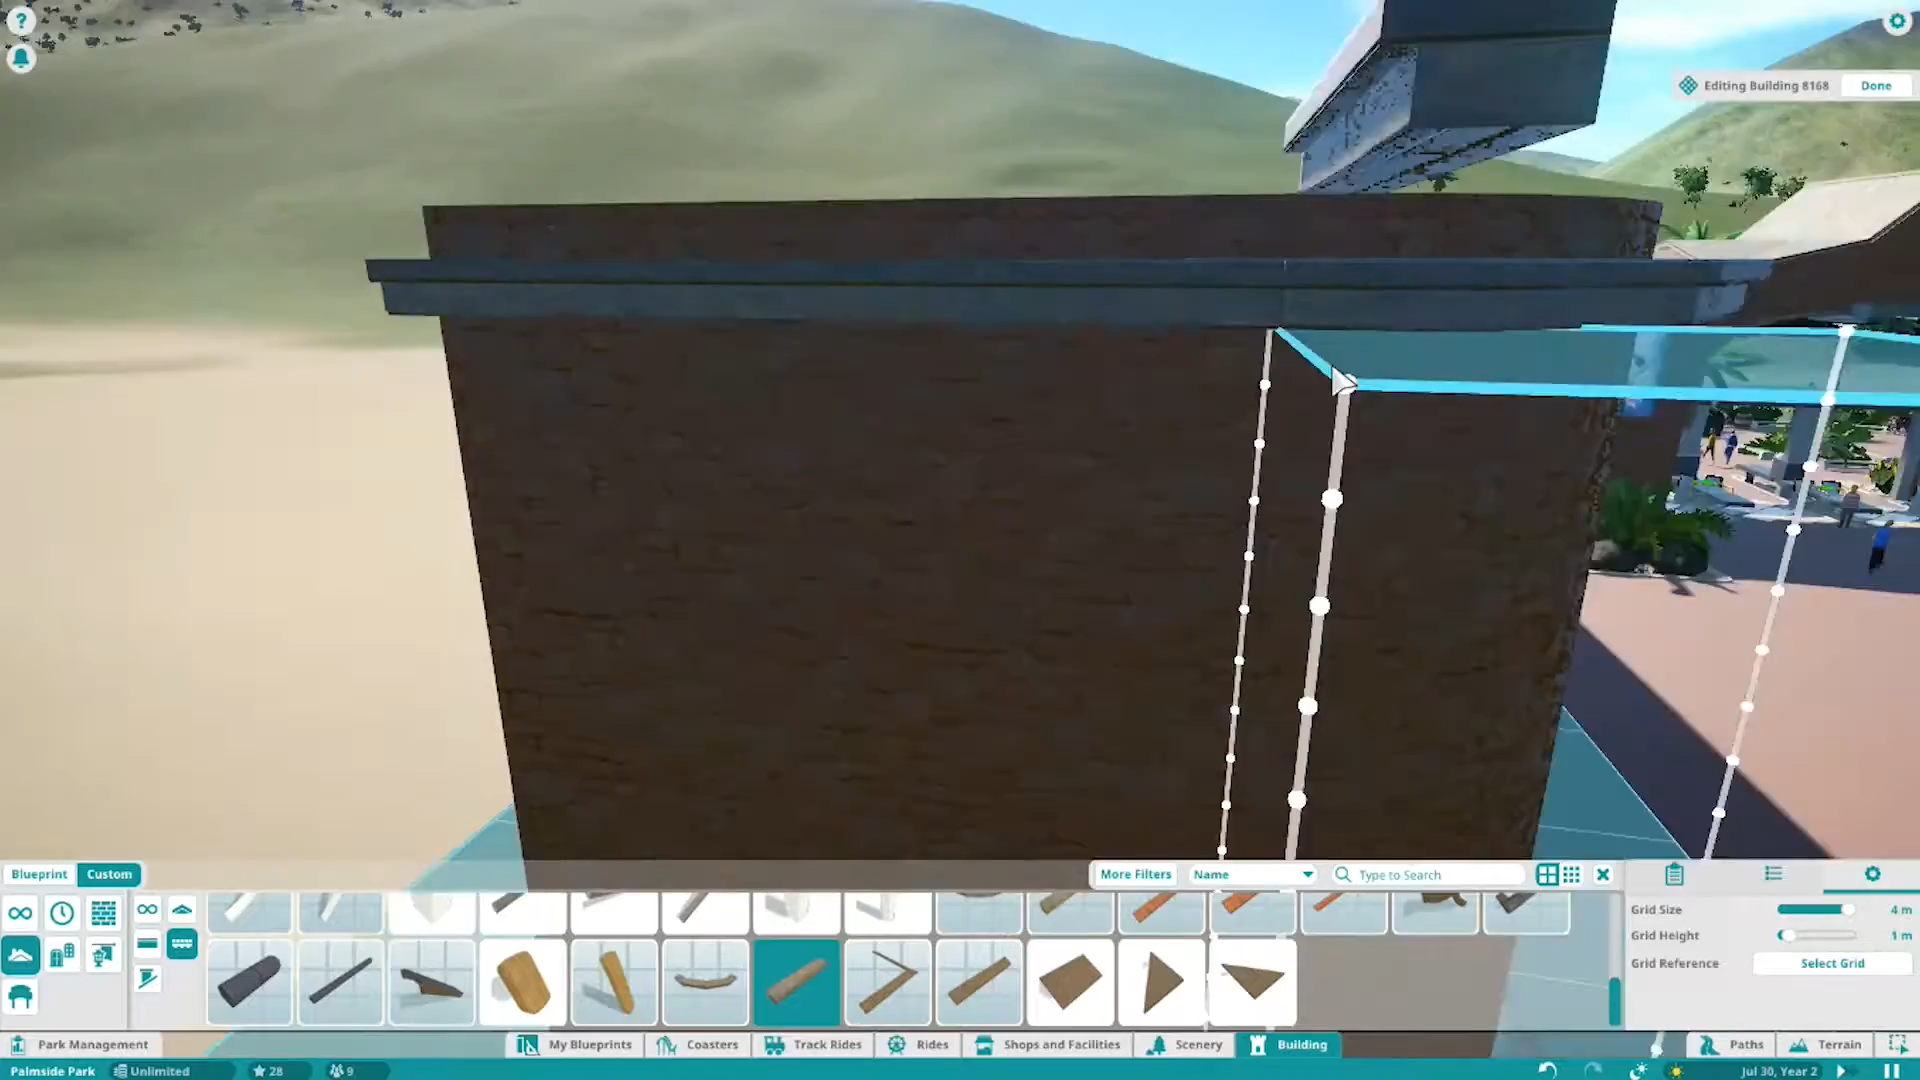 ?
Editing Building 8168 Done
Blueprint Custom
More Filters Name Type to Search
Grid Size 4 m
Grid Height 1 m
Grid Reference Select Grid
Park Management My Blueprints Coasters Track Rides Rides Shops and Facilities Scenery Building Paths Terrain
Palmside Park Unlimited 28 9 Jul 30, Year 2